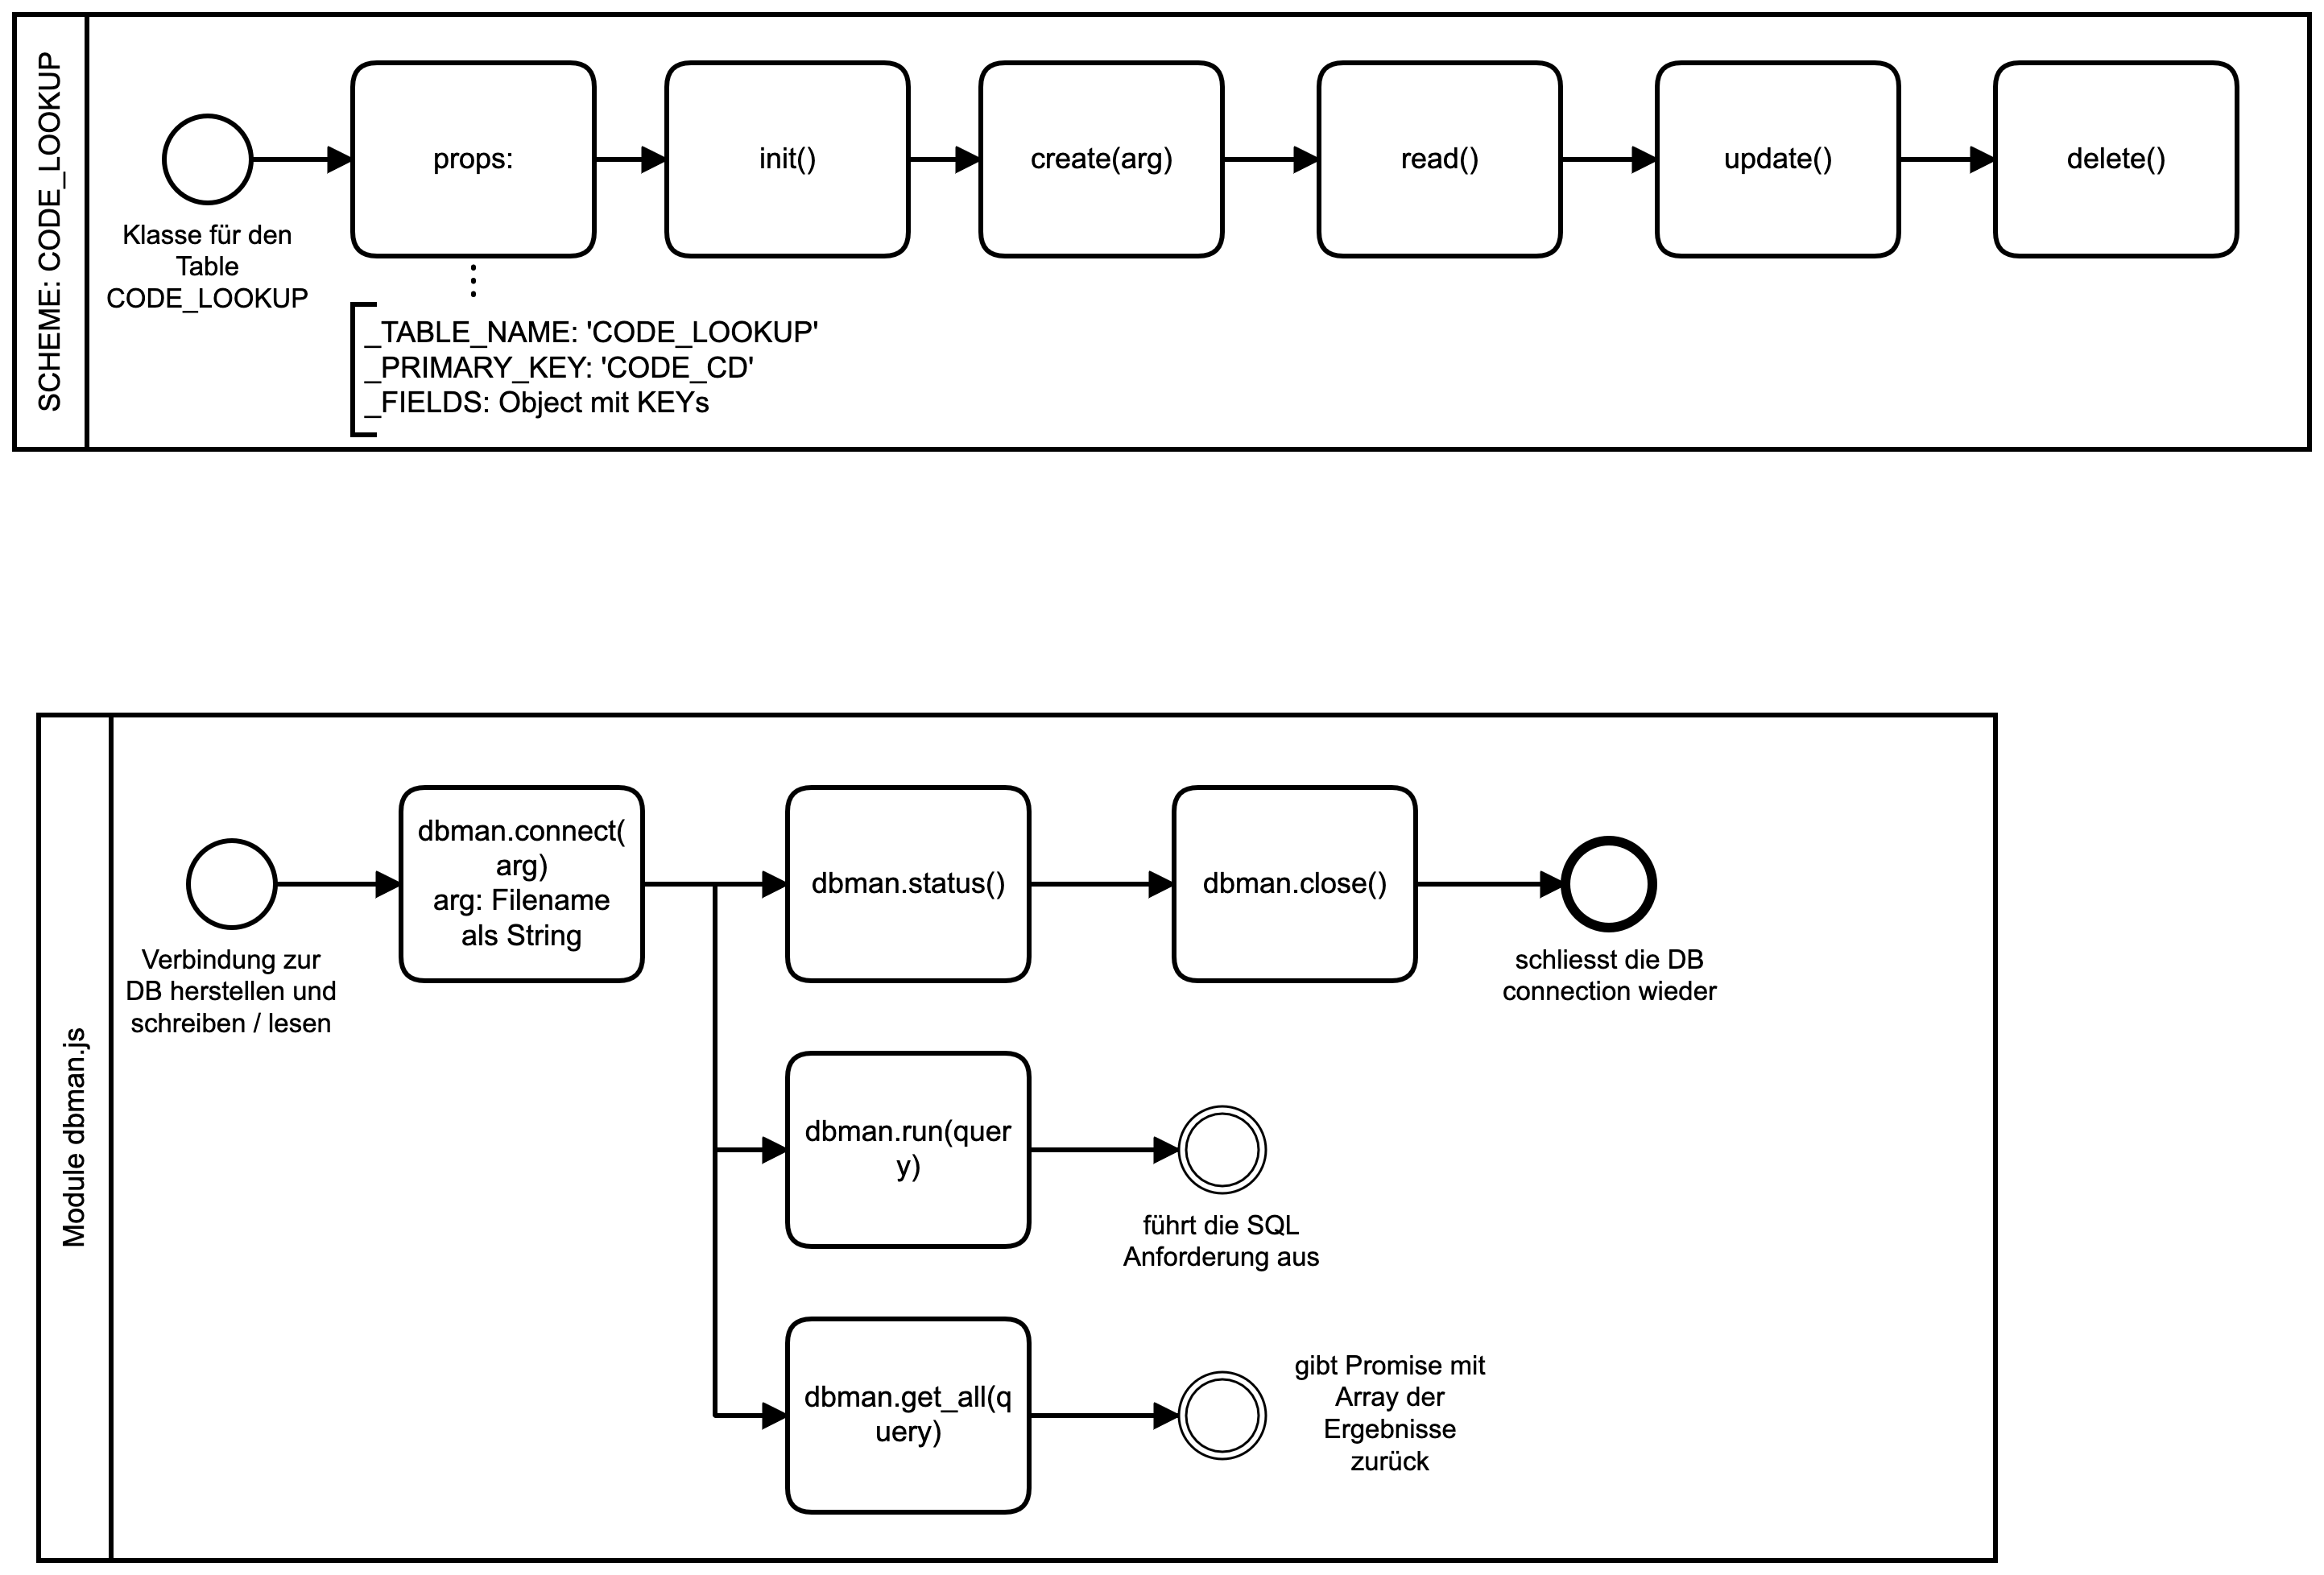 SCHEME: CODE_LOOKUP
Klasse für den
Table
CODE_LOOKUP
props:
init()
create(arg)
read()
update()
delete()
_TABLE_NAME: 'CODE_LOOKUP'
_PRIMARY_KEY: 'CODE_CD'
_FIELDS: Object mit KEYs
Module dbman.js
Verbindung zur
DB herstellen und
schreiben / lesen
dbman.connect(
arg)
arg: Filename
als String
dbman.status()
dbman.close()
schliesst die DB
connection wieder
dbman.run(quer
y)
führt die SQL
Anforderung aus
dbman.get_all(q
uery)
gibt Promise mit
Array der
Ergebnisse
zurück